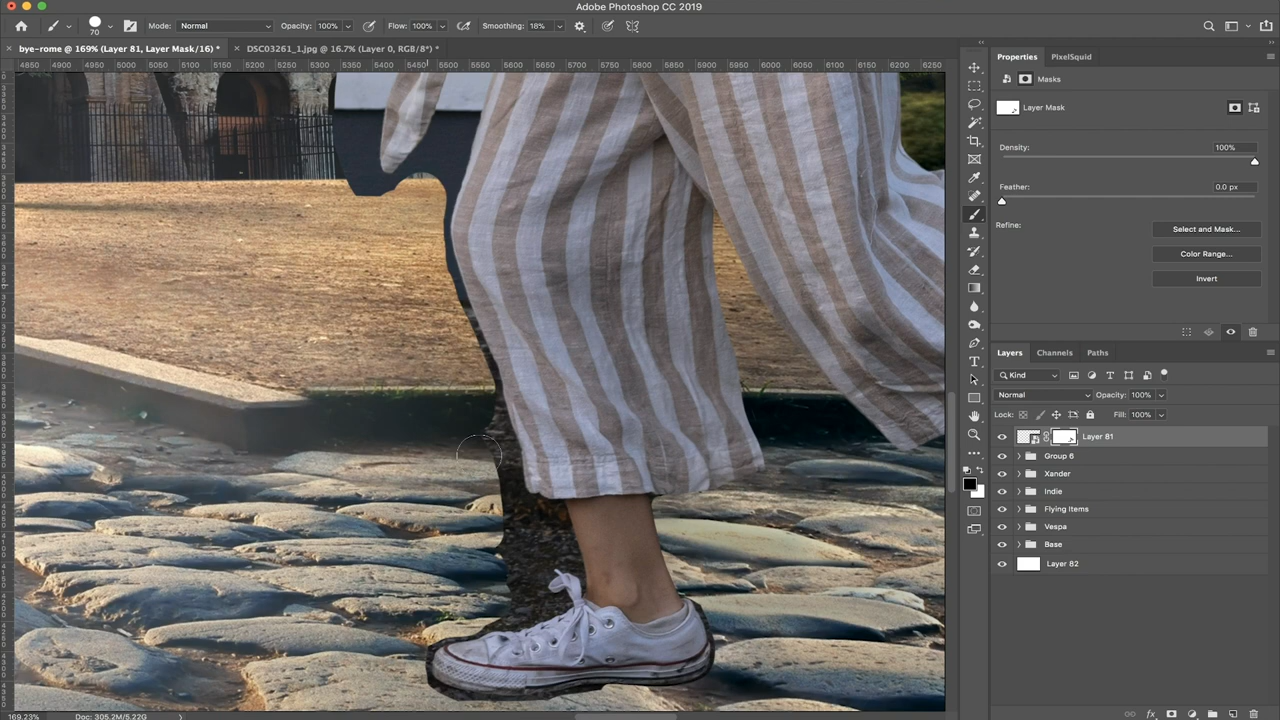 Adobe Photoshop CC 2019
70 Mode: Normal Opacity: 100% Flow: 100% Smoothing: 18%
× bye-rome @ 169% (Layer 81, Layer Mask/16) * × DSC03261_1.jpg @ 16.7% (Layer 0, RGB/8*) *
4850 4900 4950 5000 5050 5100 5150 5200 5250 5300 5350 5400 5450 5500 5550 5600 5650 5700 5750 5800 5850 5900 5950 6000 6050 6100 6150 6200 6250
Properties PixelSquid
Masks
Layer Mask
Density: 100%
Feather: 0.0 px
Refine: Select and Mask...
Color Range...
Invert
Layers Channels Paths
Kind
Normal Opacity: 100%
Lock: Fill: 100%
Layer 81
Group 6
Xander
Indie
Flying Items
Vespa
Base
Layer 82
169.23% Doc: 305.2M/5.22G
fx